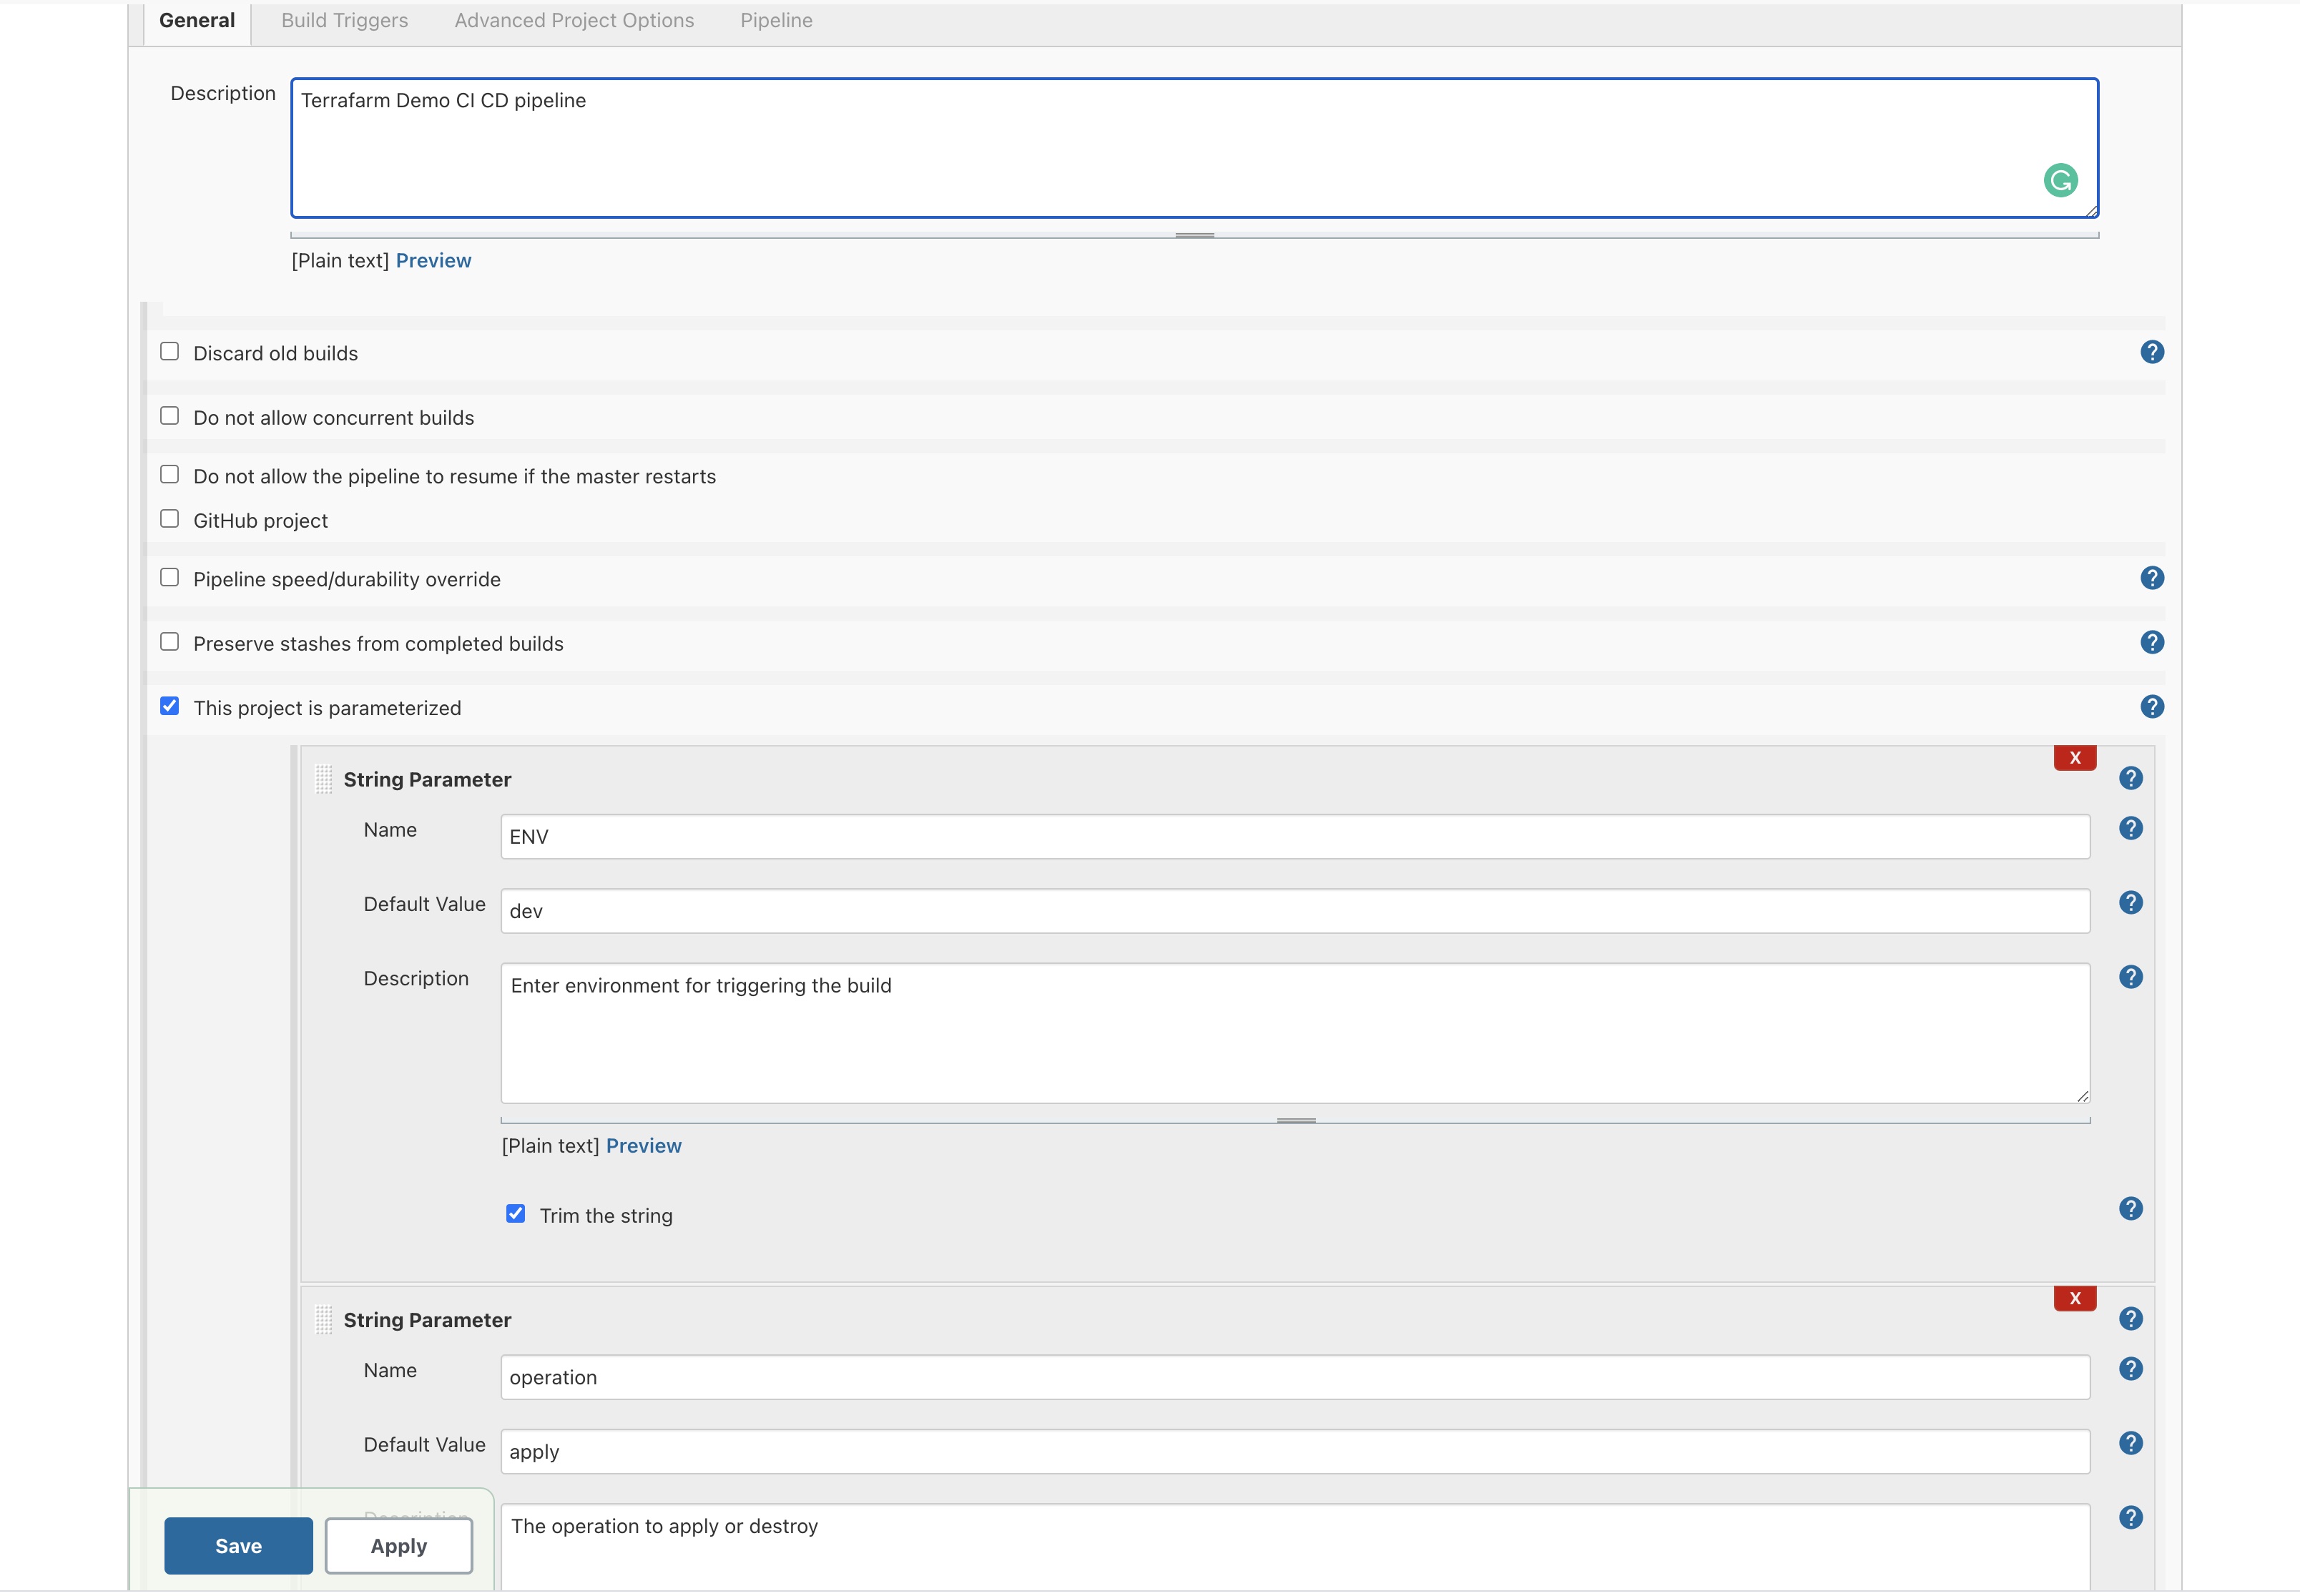 General Build Triggers Advanced Project Options Pipeline
Description
Terrafarm Demo CI CD pipeline
[Plain text] Preview
Discard old builds
Do not allow concurrent builds
Do not allow the pipeline to resume if the master restarts
GitHub project
Pipeline speed/durability override
Preserve stashes from completed builds
This project is parameterized
X
String Parameter
Name
ENV
Default Value
dev
Description
Enter environment for triggering the build
[Plain text] Preview
Trim the string
X
String Parameter
Name
operation
Default Value
apply
Description
The operation to apply or destroy
Save Apply